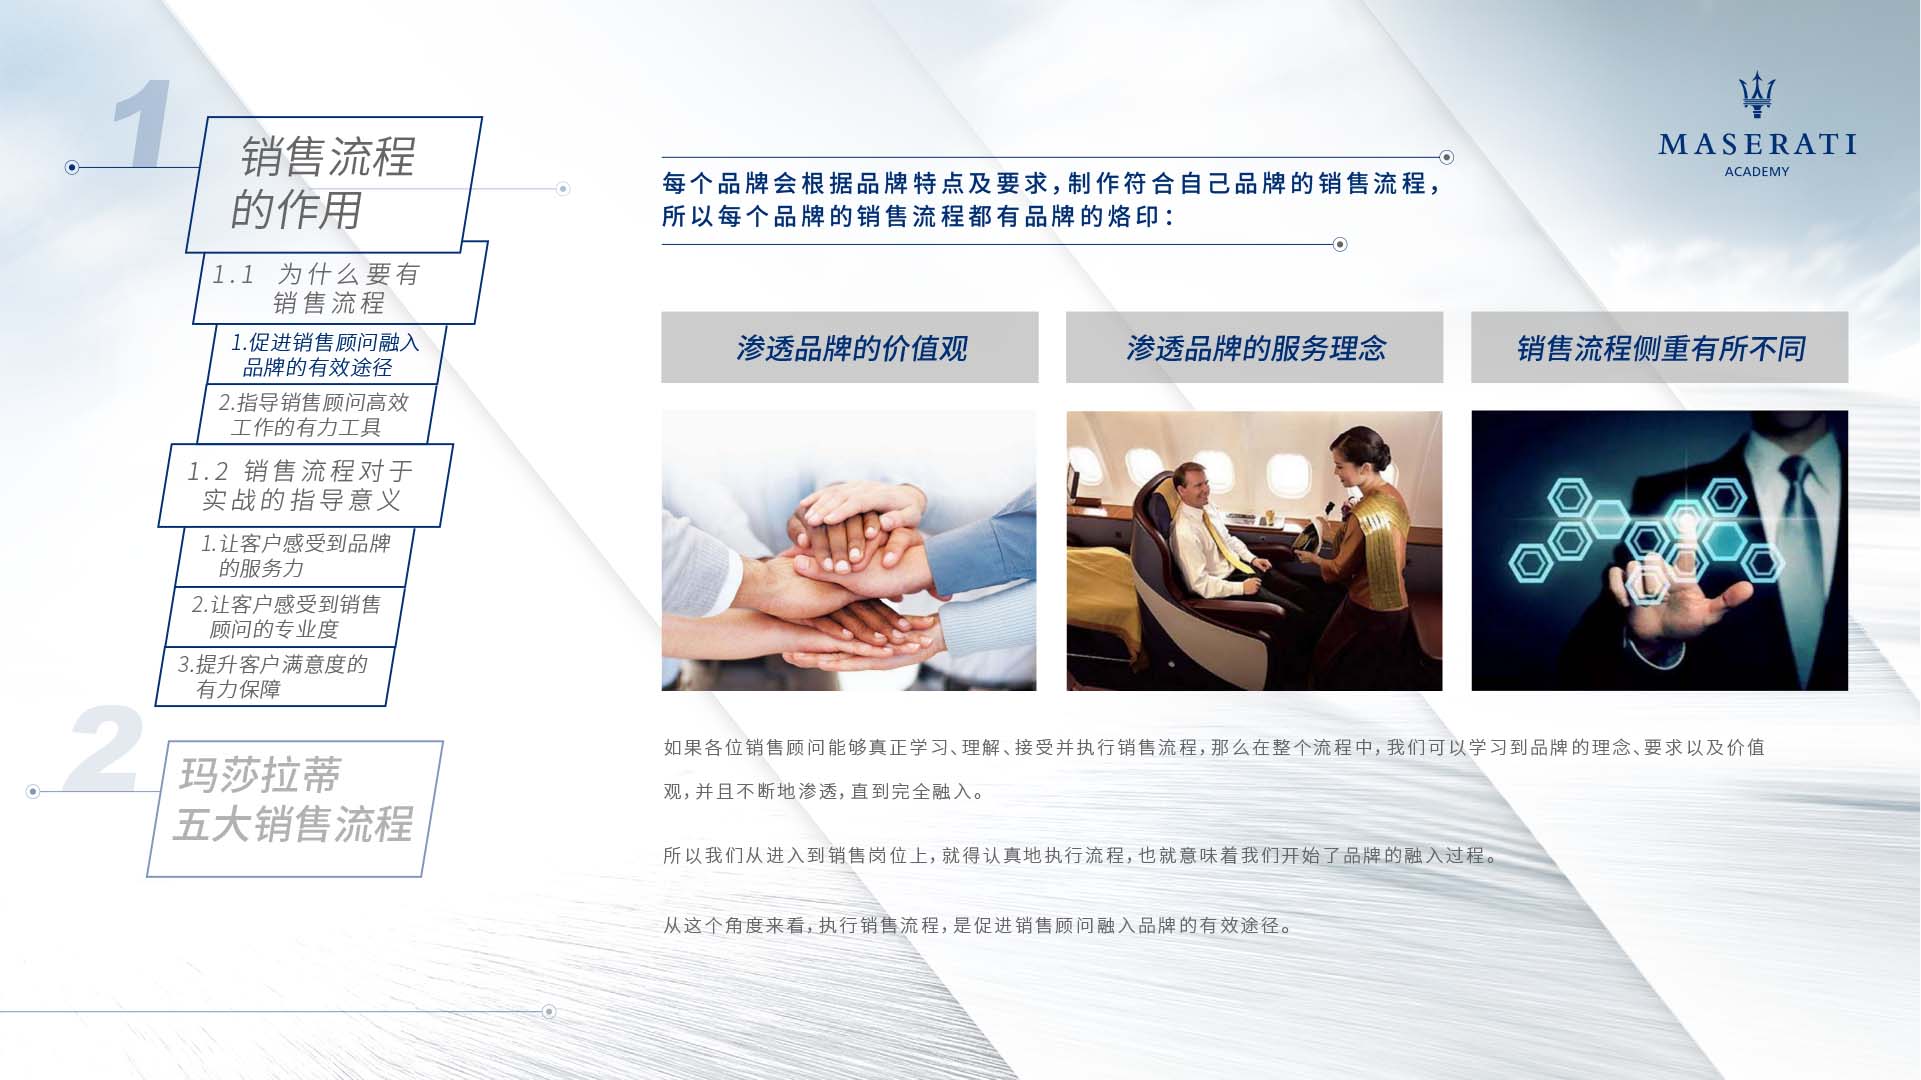 1
销售流程
的作用
1.1 为什么要有
销售流程
1.促进销售顾问融入
品牌的有效途径
2.指导销售顾问高效
工作的有力工具
1.2 销售流程对于
实战的指导意义
1.让客户感受到品牌
的服务力
2.让客户感受到销售
顾问的专业度
3.提升客户满意度的
有力保障
2
玛莎拉蒂
五大销售流程
MASERATI
ACADEMY
每个品牌会根据品牌特点及要求,制作符合自己品牌的销售流程,
所以每个品牌的销售流程都有品牌的烙印:
渗透品牌的价值观
渗透品牌的服务理念
销售流程侧重有所不同
如果各位销售顾问能够真正学习、理解、接受并执行销售流程,那么在整个流程中,我们可以学习到品牌的理念、要求以及价值
观,并且不断地渗透,直到完全融入。
所以我们从进入到销售岗位上,就得认真地执行流程,也就意味着我们开始了品牌的融入过程。
从这个角度来看,执行销售流程,是促进销售顾问融入品牌的有效途径。